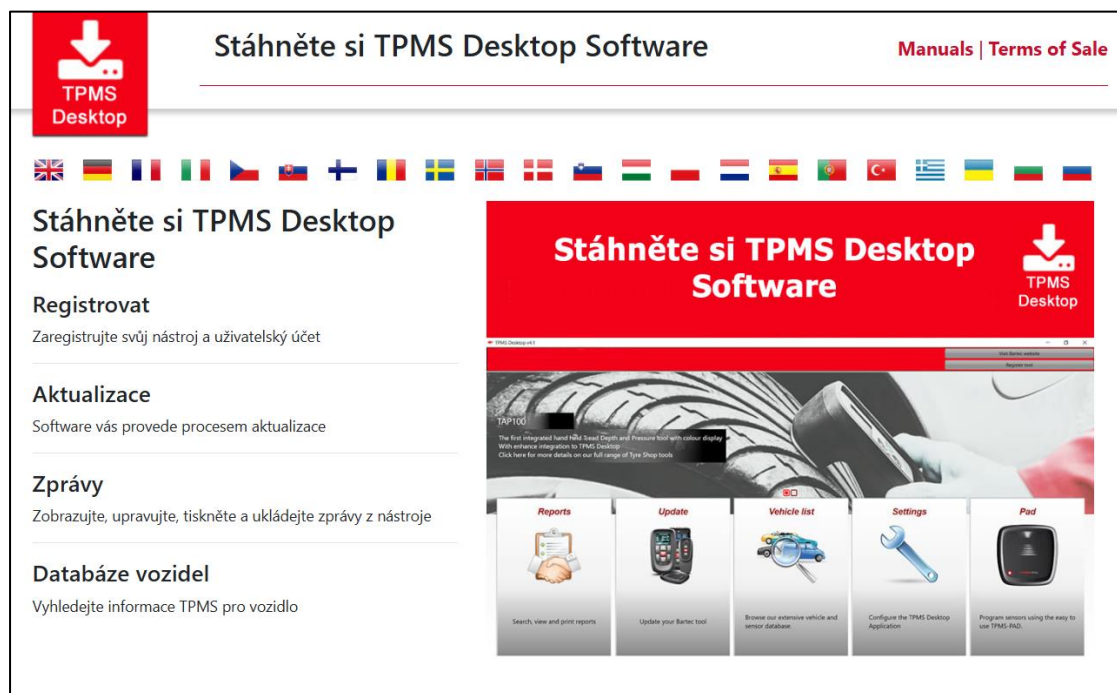 TPMS
Desktop
Stáhněte si TPMS Desktop Software
Manuals | Terms of Sale
Stáhněte si TPMS Desktop
Software
Registrovat
Zaregistrujte svůj nástroj a uživatelský účet
Aktualizace
Software vás provede procesem aktualizace
Zprávy
Zobrazujte, upravujte, tiskněte a ukládejte zprávy z nástroje
Databáze vozidel
Vyhledejte informace TPMS pro vozidlo
Stáhněte si TPMS Desktop
Software
TPMS
Desktop
Visit Bartec website
Register tool
TAP100
The first integrated hand held Tread Depth and Pressure tool with colour display
With enhance integration to TPMS Desktop
Click here for more details on our full range of Tyre Shop tools
Reports
Search, view and print reports
Update
Update your Bartec tool
Vehicle list
Browse our extensive vehicle and
sensor database.
Settings
Configure the TPMS Desktop
Application
Pad
Program sensors using the easy to
use TPMS-PAD.